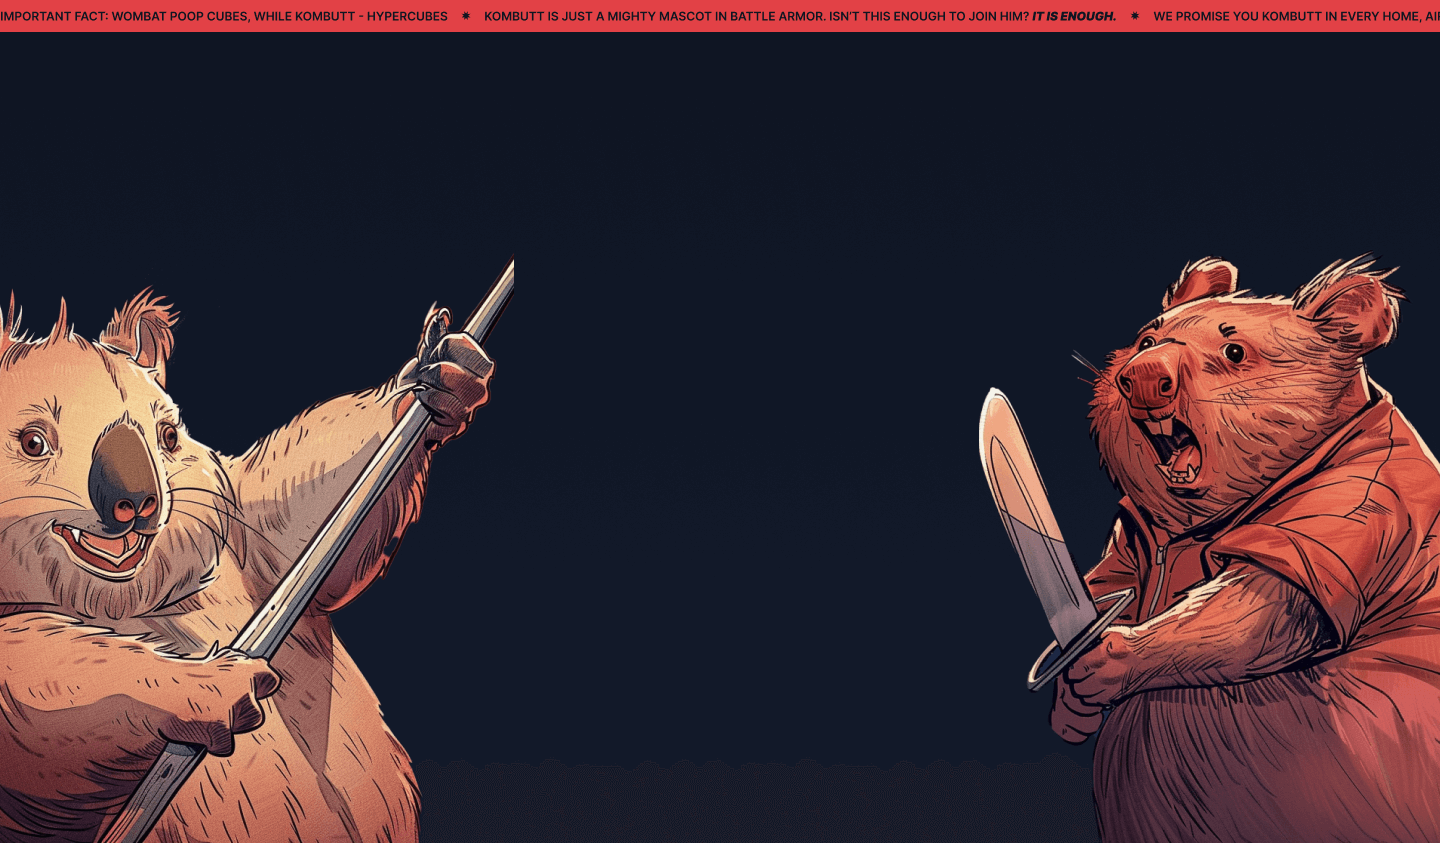 IMPORTANT FACT: WOMBAT POOP CUBES, WHILE KOMBUTT - HYPERCUBES ✷ KOMBUTT IS JUST A MIGHTY MASCOT IN BATTLE ARMOR. ISN'T THIS ENOUGH TO JOIN HIM? IT IS ENOUGH. ✷ WE PROMISE YOU KOMBUTT IN EVERY HOME,